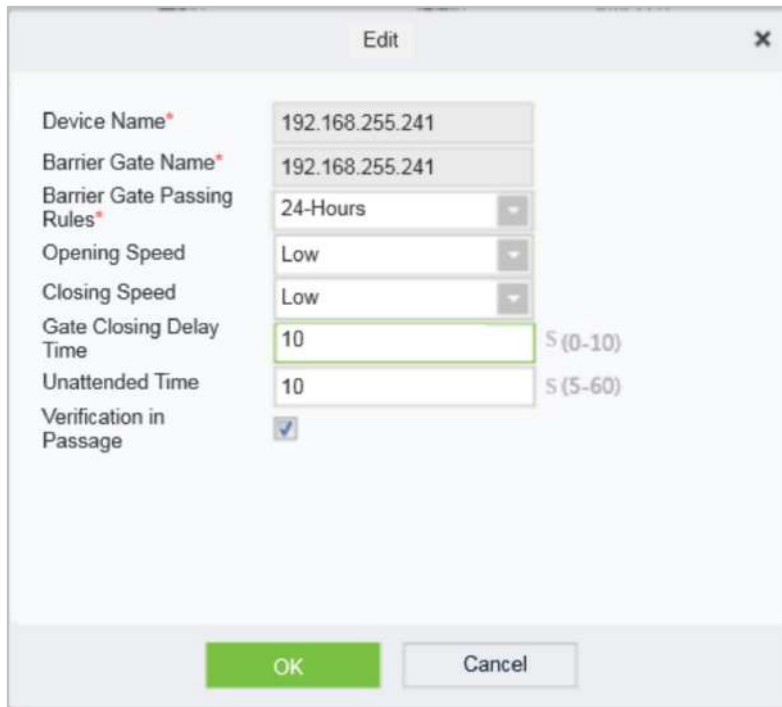 Edit
Device Name* 192.168.255.241
Barrier Gate Name* 192.168.255.241
Barrier Gate Passing
Rules* 24-Hours
Opening Speed Low
Closing Speed Low
Gate Closing Delay
Time 10 S (0-10)
Unattended Time 10 S (5-60)
Verification in
Passage
OK Cancel